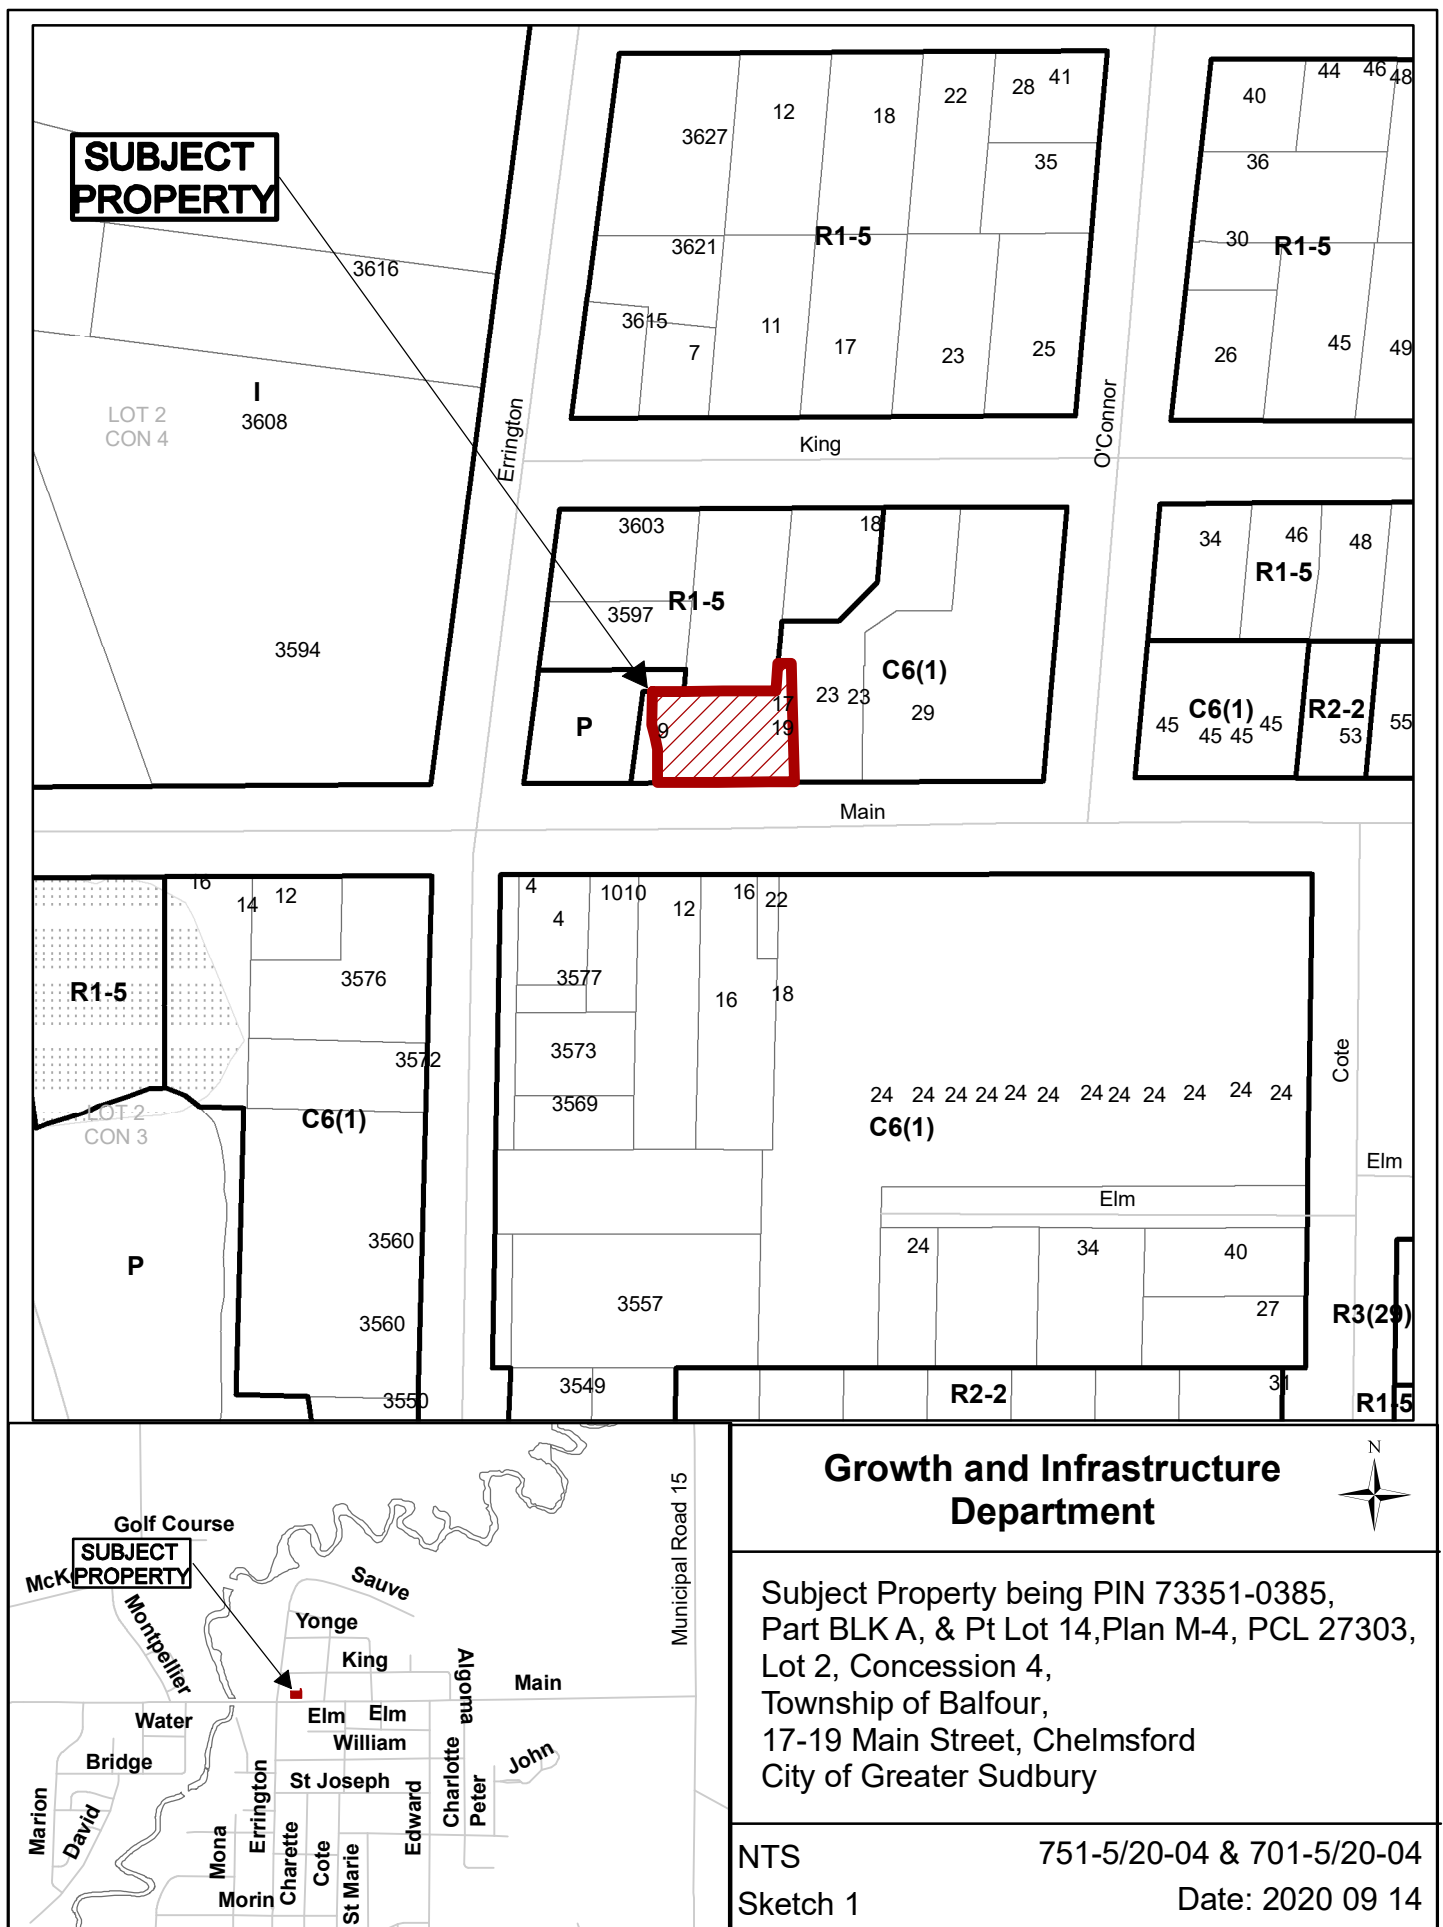 SUBJECT
PROPERTY
3627
12
18
22
28
41
35
R1-5
3621
3615
7
11
17
23
25
40
44
46
48
36
30
R1-5
26
45
49
3616
I
3608
LOT 2
CON 4
3594
Errington
King
O'Connor
3603
18
R1-5
3597
P
9
17
19
23
23
C6(1)
29
34
46
48
R1-5
C6(1)
45
45
45
45
R2-2
53
55
Main
16
14
12
R1-5
3576
3572
LOT 2
CON 3
C6(1)
P
3560
3560
3550
4
4
1010
12
16
22
3577
16
18
3573
3569
24 24 24 24 24 24 24 24 24 24 24 24
C6(1)
Cote
Elm
Elm
24
34
40
27
3557
R3(29)
3549
R2-2
31
R1-5
Golf Course
SUBJECT
PROPERTY
McK
Montpellier
Sauve
Yonge
King
Algoma
Main
Municipal Road 15
Water
Elm
Elm
William
Bridge
St Joseph
John
Marion
David
Mona
Errington
Charette
Cote
St Marie
Edward
Charlotte
Peter
Morin
Growth and Infrastructure
Department
N
Subject Property being PIN 73351-0385,
Part BLK A, & Pt Lot 14,Plan M-4, PCL 27303,
Lot 2, Concession 4,
Township of Balfour,
17-19 Main Street, Chelmsford
City of Greater Sudbury
NTS
751-5/20-04 & 701-5/20-04
Sketch 1
Date: 2020 09 14